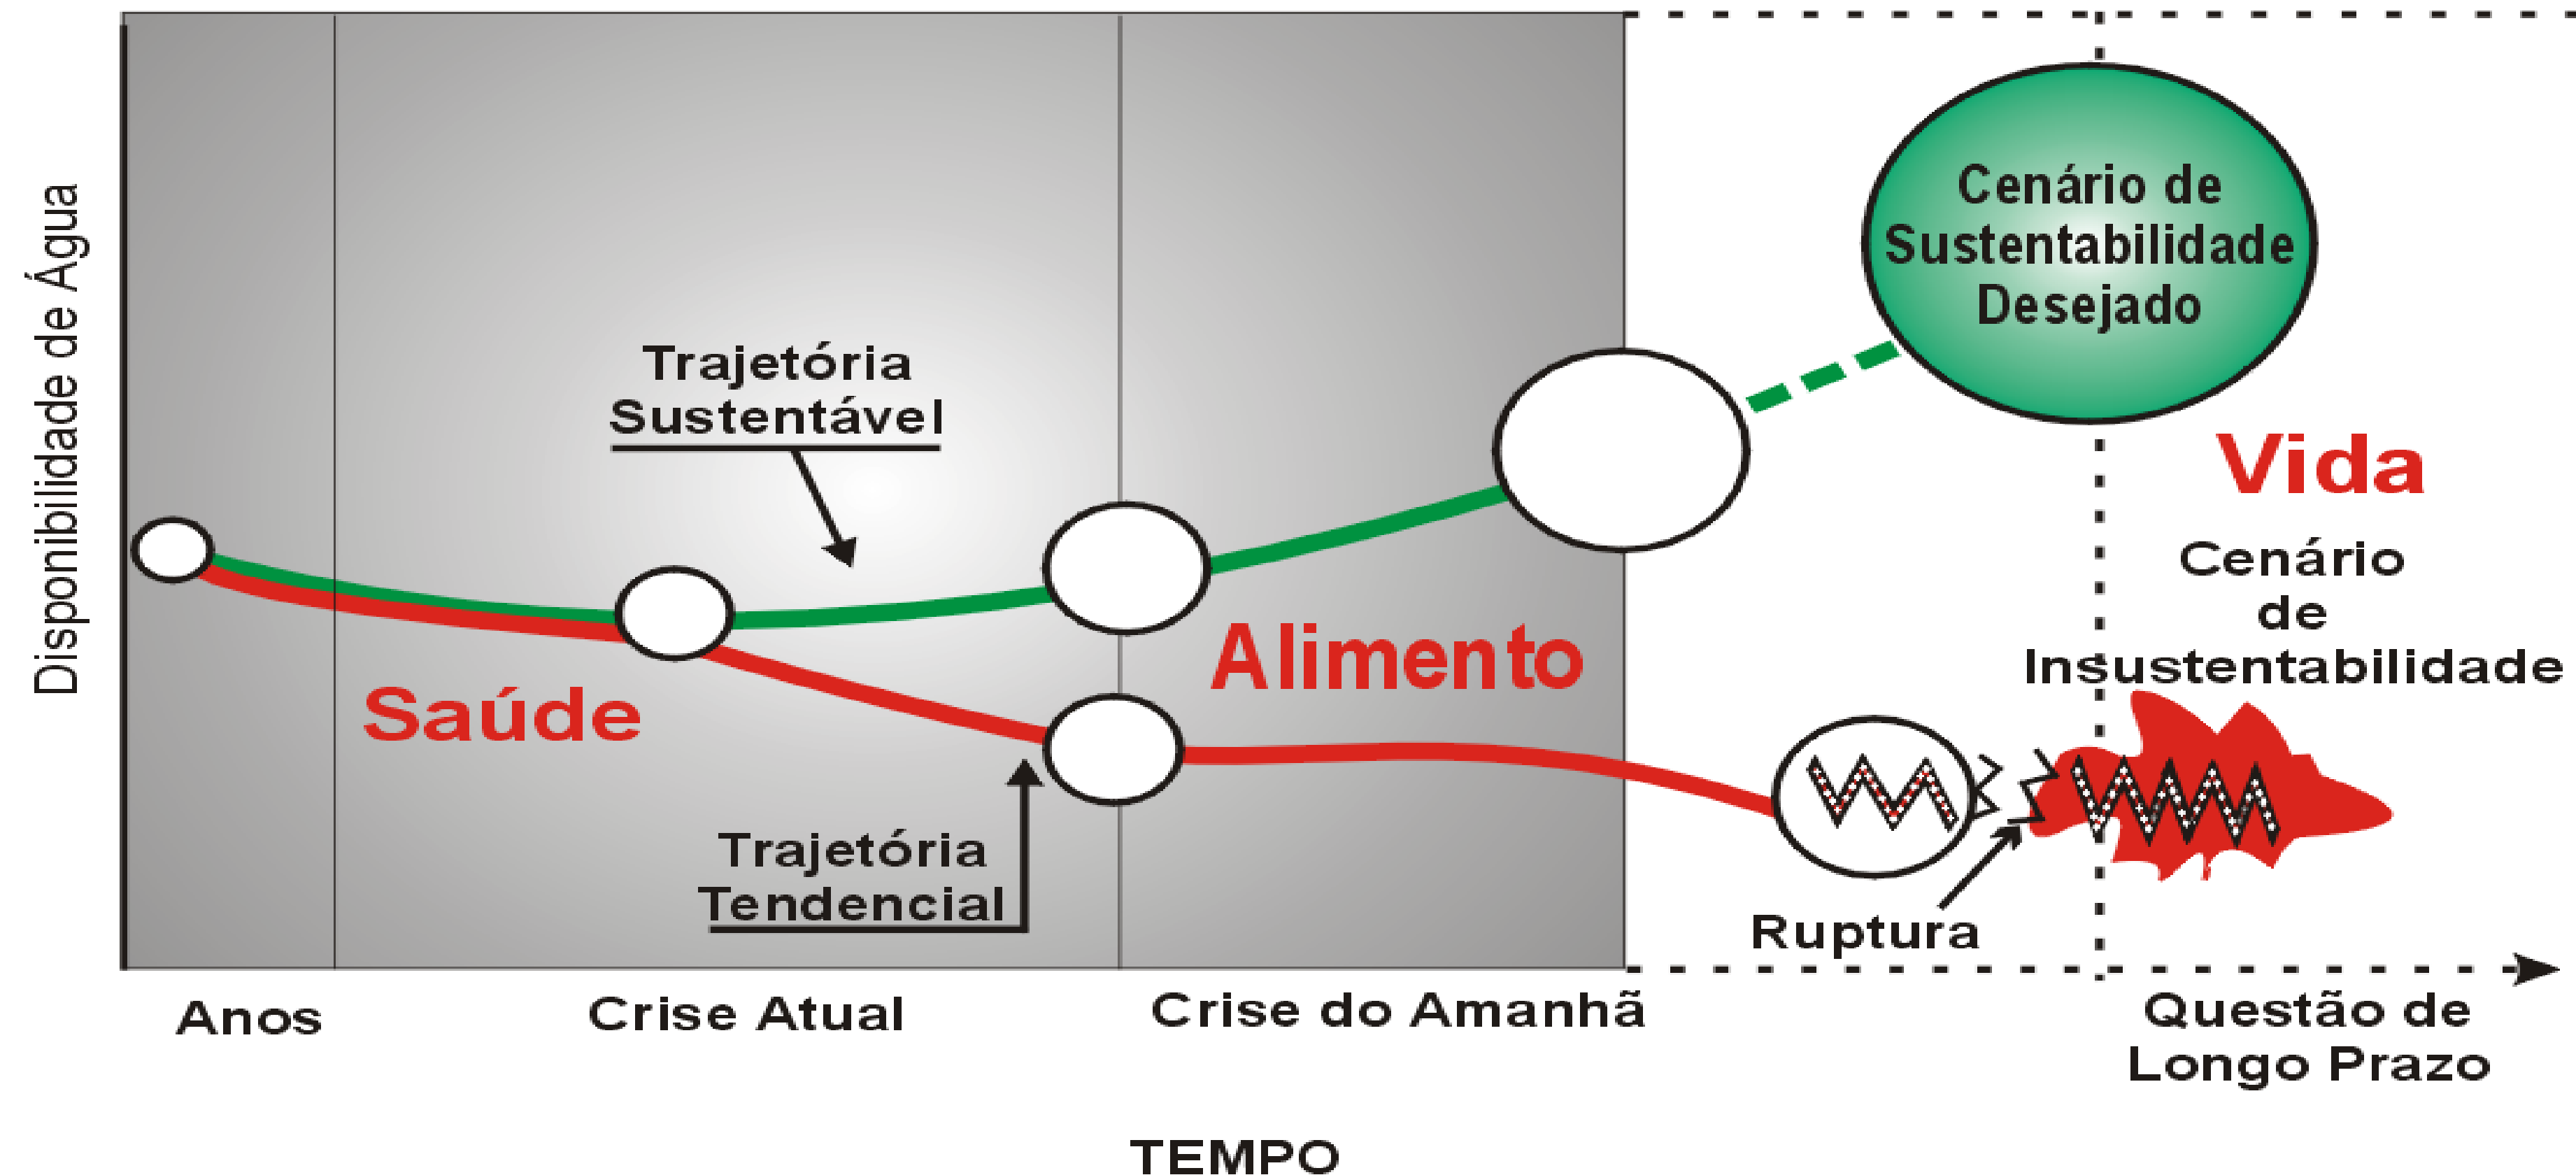 Disponibilidade de Água
Trajetória
Sustentável
Cenário de
Sustentabilidade
Desejado
Vida
Cenário
de
Insustentabilidade
Saúde
Alimento
Trajetória
Tendencial
Ruptura
Anos
Crise Atual
Crise do Amanhã
Questão de
Longo Prazo
TEMPO